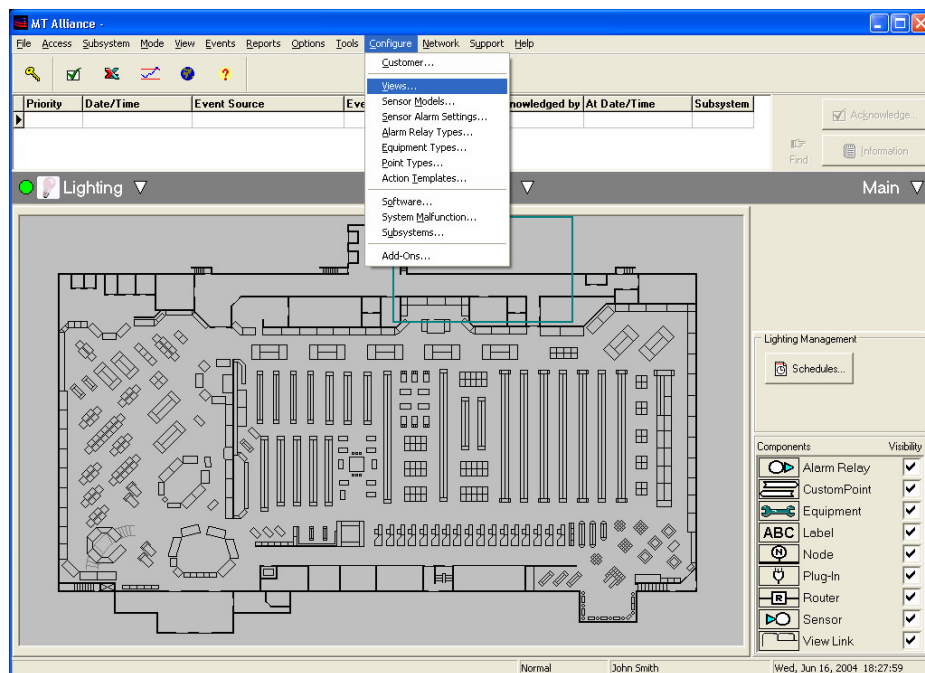 MT Alliance -
File Access Subsystem Mode View Events Reports Options Tools Configure Network Support Help
Customer...
Views...
Sensor Models...
Sensor Alarm Settings...
Alarm Relay Types...
Equipment Types...
Point Types...
Action Templates...
Software...
System Malfunction...
Subsystems...
Add-Ons...
Priority Date/Time Event Source Eve nowledged by At Date/Time Subsystem
Acknowledge...
Find
Information
Lighting Main
Lighting Management
Schedules...
Components Visibility
Alarm Relay
CustomPoint
Equipment
ABC Label
N Node
Plug-In
R Router
Sensor
View Link
Normal John Smith Wed, Jun 16, 2004 18:27:59